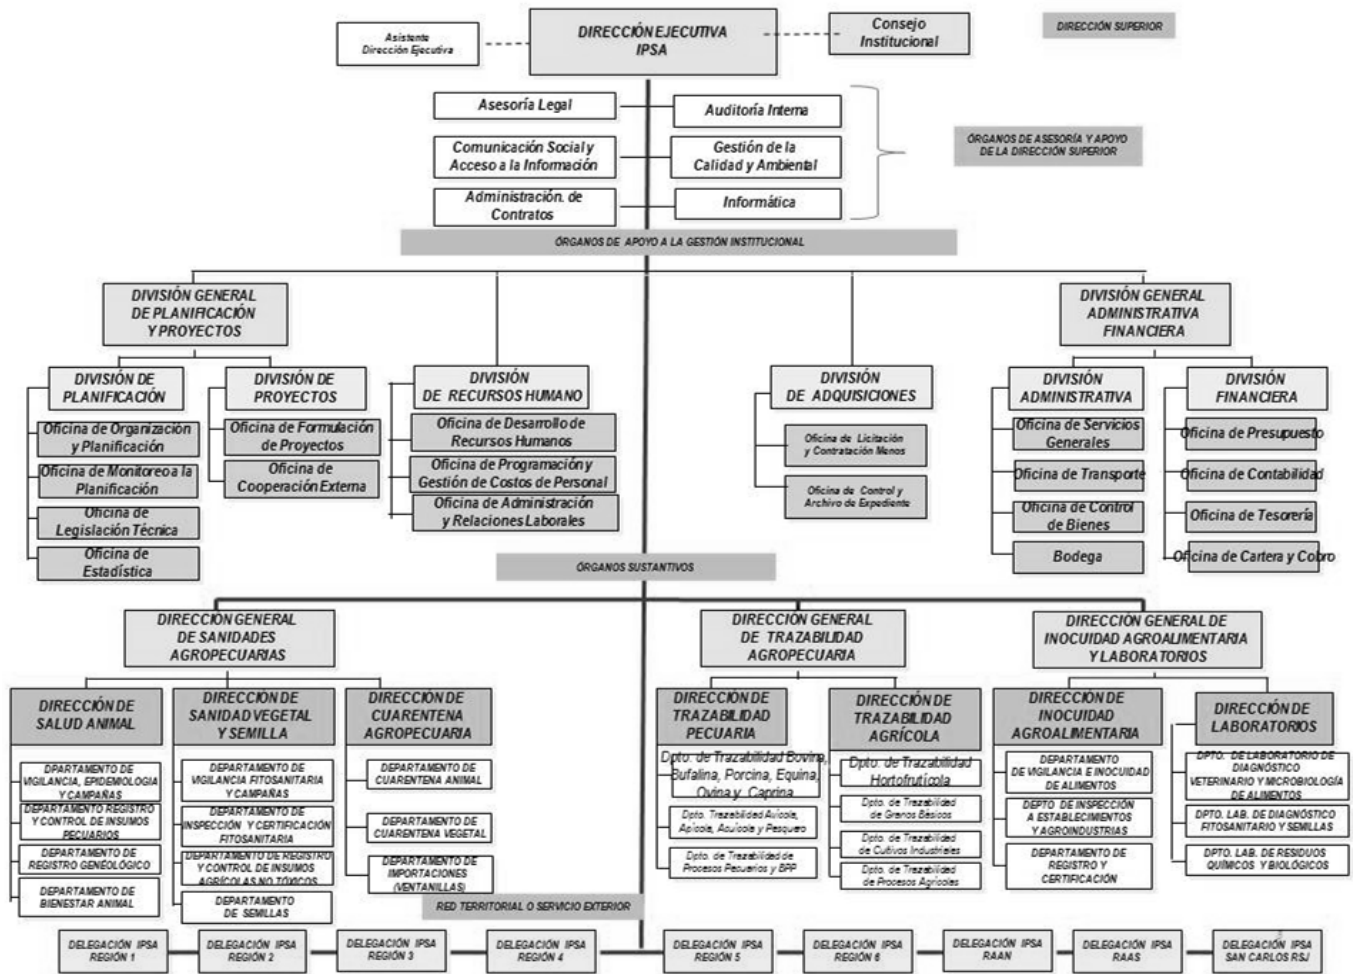 Asistente
Dirección Ejecutiva
DIRECCIÓN EJECUTIVA
IPSA
Consejo
Institucional
DIRECCIÓN SUPERIOR
Asesoría Legal
Auditoría Interna
Comunicación Social y
Acceso a la Información
Gestión de la
Calidad y Ambiental
Administración. de
Contratos
Informática
ÓRGANOS DE ASESORÍA Y APOYO
DE LA DIRECCIÓN SUPERIOR
ÓRGANOS DE APOYO A LA GESTIÓN INSTITUCIONAL
DIVISIÓN GENERAL
DE PLANIFICACIÓN
Y PROYECTOS
DIVISIÓN GENERAL
ADMINISTRATIVA
FINANCIERA
DIVISIÓN DE
PLANIFICACIÓN
DIVISIÓN DE
PROYECTOS
DIVISIÓN
DE RECURSOS HUMANO
DIVISIÓN
DE ADQUISICIONES
DIVISIÓN
ADMINISTRATIVA
DIVISIÓN
FINANCIERA
Oficina de Organización
y Planificación
Oficina de Monitoreo a la
Planificación
Oficina de
Legislación Técnica
Oficina de
Estadística
Oficina de Formulación
de Proyectos
Oficina de
Cooperación Externa
Oficina de Desarrollo de
Recursos Humanos
Oficina de Programación y
Gestión de Costos de Personal
Oficina de Administración
y Relaciones Laborales
Oficina de Licitación
y Contratación Menos
Oficina de Control y
Archivo de Expediente
Oficina de Servicios
Generales
Oficina de Transporte
Oficina de Control
de Bienes
Bodega
Oficina de Presupuesto
Oficina de Contabilidad
Oficina de Tesorería
Oficina de Cartera y Cobro
ÓRGANOS SUSTANTIVOS
DIRECCIÓN GENERAL
DE SANIDADES
AGROPECUARIAS
DIRECCIÓN GENERAL
DE TRAZABILIDAD
AGROPECUARIA
DIRECCIÓN GENERAL DE
INOCUIDAD AGROALIMENTARIA
Y LABORATORIOS
DIRECCIÓN DE
SALUD ANIMAL
DIRECCIÓN DE
SANIDAD VEGETAL
Y SEMILLA
DIRECCIÓN DE
CUARENTENA
AGROPECUARIA
DIRECCIÓN DE
TRAZABILIDAD
PECUARIA
DIRECCIÓN DE
TRAZABILIDAD
AGRÍCOLA
DIRECCIÓN DE
INOCUIDAD
AGROALIMENTARIA
DIRECCIÓN DE
LABORATORIOS
DPARTAMENTO DE
VIGILANCIA, EPIDEMIOLOGIA
Y CAMPAÑAS
DEPARTAMENTO REGISTRO
Y CONTROL DE INSUMOS
PECUARIOS
DEPARTAMENTO DE
REGISTRO GENÉOLÓGICO
DEPARTAMENTO DE
BIENESTAR ANIMAL
DEPARTAMENTO DE
VIGILANCIA FITOSANITARIA
Y CAMPAÑAS
DEPARTAMENTO DE
INSPECCIÓN Y CERTIFICACIÓN
FITOSANITARIA
DEPARTAMENTO DE REGISTRO
Y CONTROL DE INSUMOS
AGRÍCOLAS NO TÓXICOS
DEPARTAMENTO
DE SEMILLAS
DEPARTAMENTO DE
CUARENTENA ANIMAL
DEPARTAMENTO DE
CUARENTENA VEGETAL
DEPARTAMENTO DE
IMPORTACIONES
(VENTANILLAS)
Dpto. de Trazabilidad Bovina,
Bufalina, Porcina, Equina,
Ovina y Caprina
Dpto. Trazabilidad Avícola,
Apícola, Acuícola y Pesquero
Dpto. de Trazabilidad de
Procesos Pecuarios y BPP
Dpto. de Trazabilidad
Hortofrutícola
Dpto. de Trazabilidad
de Granos Básicos
Dpto. de Trazabilidad
de Cultivos Industriales
Dpto. de Trazabilidad
de Procesos Agrícolas
DEPARTAMENTO
DE VIGILANCIA E INOCUIDAD
DE ALIMENTOS
DEPTO DE INSPECCIÓN
A ESTABLECIMIENTOS
Y AGROINDUSTRIAS
DEPARTAMENTO DE
REGISTRO Y
CERTIFICACIÓN
DPTO. DE LABORATORIO DE
DIAGNÓSTICO
VETERINARIO Y MICROBIOLOGÍA
DE ALIMENTOS
DPTO. LAB. DE DIAGNÓSTICO
FITOSANITARIO Y SEMILLAS
DPTO. LAB. DE RESIDUOS
QUÍMICOS Y BIOLÓGICOS
RED TERRITORIAL O SERVICIO EXTERIOR
DELEGACIÓN IPSA
REGIÓN 1
DELEGACIÓN IPSA
REGIÓN 2
DELEGACIÓN IPSA
REGIÓN 3
DELEGACIÓN IPSA
REGIÓN 4
DELEGACIÓN IPSA
REGIÓN 5
DELEGACIÓN IPSA
REGIÓN 6
DELEGACIÓN IPSA
RAAN
DELEGACIÓN IPSA
RAAS
DELEGACIÓN IPSA
SAN CARLOS RSJ